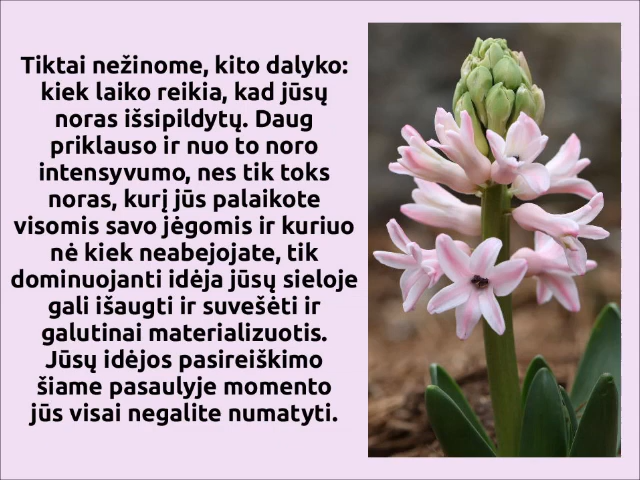 Tiktai nežinome, kito dalyko:
kiek laiko reikia, kad jūsų
noras išsipildytų. Daug
priklauso ir nuo to noro
intensyvumo, nes tik toks
noras, kurį jūs palaikote
visomis savo jėgomis ir kuriuo
nė kiek neabejojate, tik
dominuojanti idėja jūsų sieloje
gali išaugti ir suvešėti ir
galutinai materializuotis.
Jūsų idėjos pasireiškimo
šiame pasaulyje momento
jūs visai negalite numatyti.